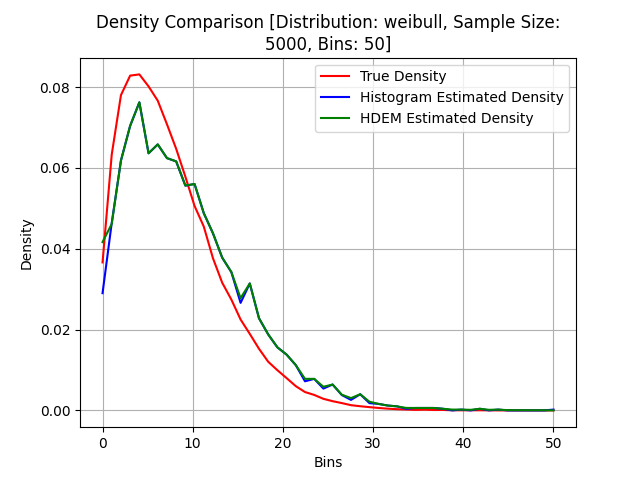 Density Comparison [Distribution: weibull, Sample Size:
5000, Bins: 50]
True Density
Histogram Estimated Density
HDEM Estimated Density
Density
0.08
0.06
0.04
0.02
0.00
0 10 20 30 40 50
Bins